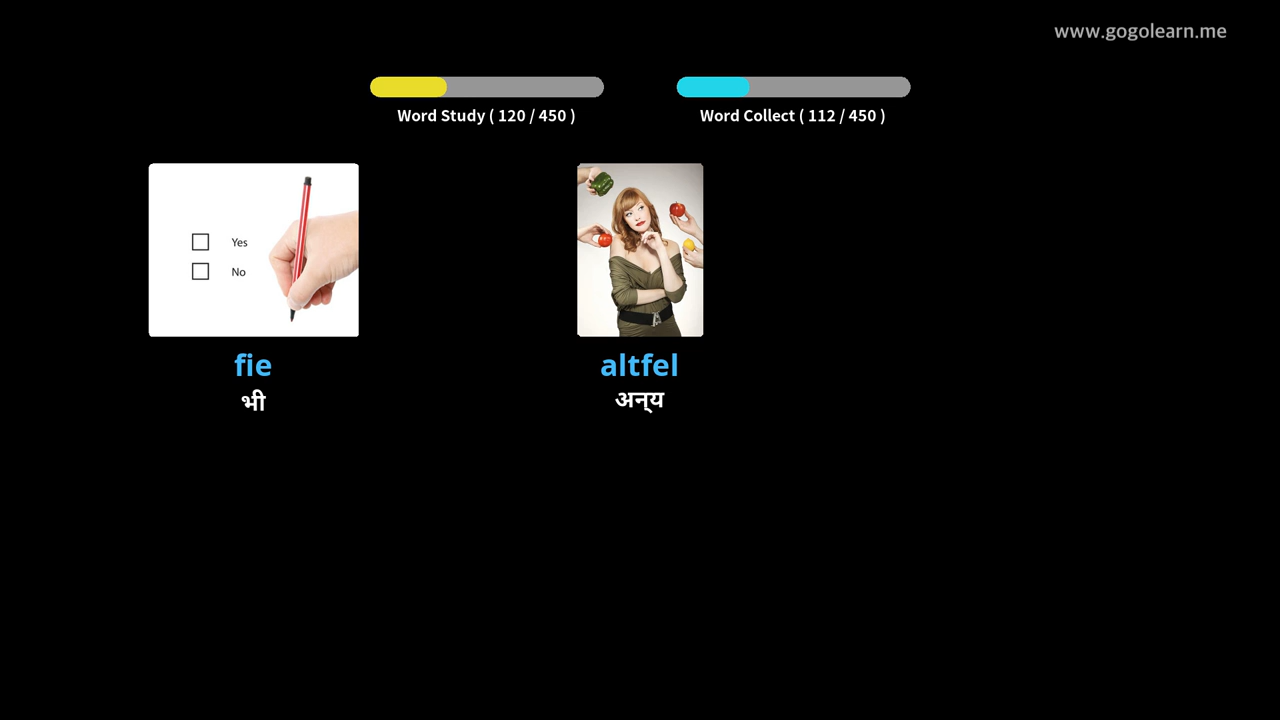 www.gogolearn.me
Word Study ( 120 / 450 )
Word Collect ( 112 / 450 )
Yes
No
fie
भी
altfel
अन्‍य